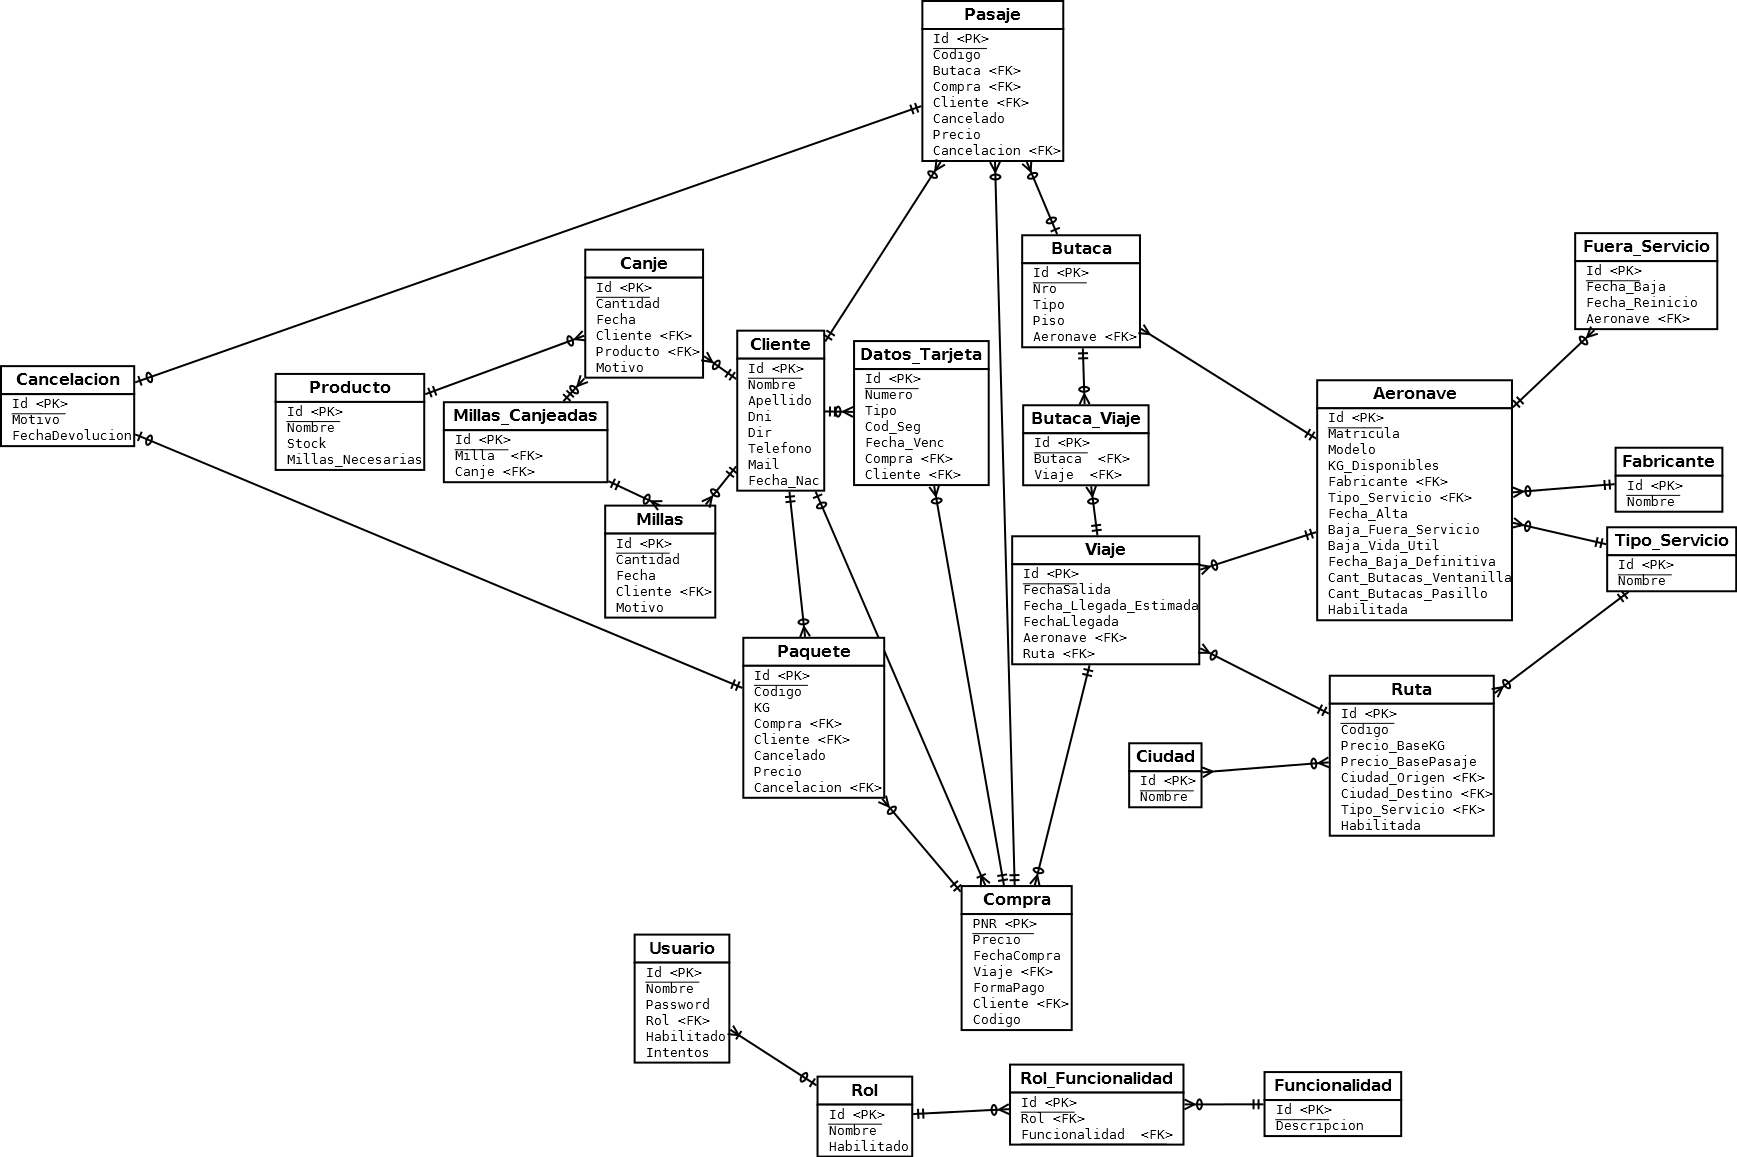 Pasaje
Id <PK>
Codigo
Butaca <FK>
Compra <FK>
Cliente <FK>
Cancelado
Precio
Cancelacion <FK>
Butaca
Id <PK>
Nro
Tipo
Piso
Aeronave <FK>
Fuera_Servicio
Id <PK>
Fecha_Baja
Fecha_Reinicio
Aeronave <FK>
Canje
Id <PK>
Cantidad
Fecha
Cliente <FK>
Producto <FK>
Motivo
Cliente
Id <PK>
Nombre
Apellido
Dni
Dir
Telefono
Mail
Fecha_Nac
Datos_Tarjeta
Id <PK>
Numero
Tipo
Cod_Seg
Fecha_Venc
Compra <FK>
Cliente <FK>
Cancelacion
Id <PK>
Motivo
FechaDevolucion
Producto
Id <PK>
Nombre
Stock
Millas_Necesarias
Millas_Canjeadas
Id <PK>
Milla  <FK>
Canje <FK>
Butaca_Viaje
Id <PK>
Butaca  <FK>
Viaje  <FK>
Aeronave
Id <PK>
Matricula
Modelo
KG_Disponibles
Fabricante <FK>
Tipo_Servicio <FK>
Fecha_Alta
Baja_Fuera_Servicio
Baja_Vida_Util
Fecha_Baja_Definitiva
Cant_Butacas_Ventanilla
Cant_Butacas_Pasillo
Habilitada
Fabricante
Id <PK>
Nombre
Tipo_Servicio
Id <PK>
Nombre
Millas
Id <PK>
Cantidad
Fecha
Cliente <FK>
Motivo
Viaje
Id <PK>
FechaSalida
Fecha_Llegada_Estimada
FechaLlegada
Aeronave <FK>
Ruta <FK>
Paquete
Id <PK>
Codigo
KG
Compra <FK>
Cliente <FK>
Cancelado
Precio
Cancelacion <FK>
Ruta
Id <PK>
Codigo
Precio_BaseKG
Precio_BasePasaje
Ciudad_Origen <FK>
Ciudad_Destino <FK>
Tipo_Servicio <FK>
Habilitada
Ciudad
Id <PK>
Nombre
Compra
PNR <PK>
Precio
FechaCompra
Viaje <FK>
FormaPago
Cliente <FK>
Codigo
Usuario
Id <PK>
Nombre
Password
Rol <FK>
Habilitado
Intentos
Rol
Id <PK>
Nombre
Habilitado
Rol_Funcionalidad
Id <PK>
Rol <FK>
Funcionalidad  <FK>
Funcionalidad
Id <PK>
Descripcion